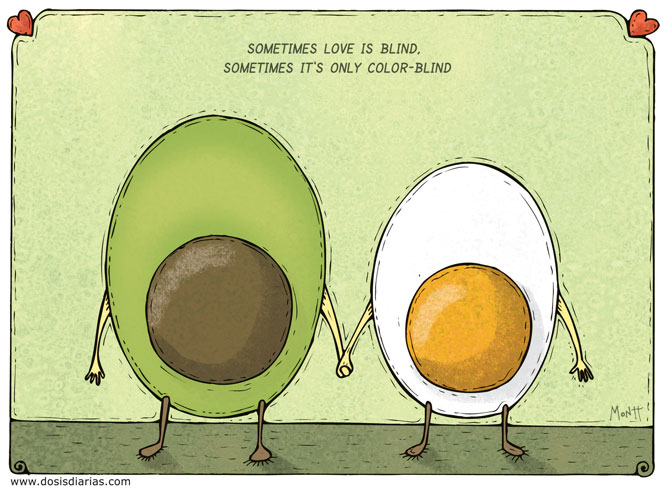 SOMETIMES LOVE IS BLIND,
SOMETIMES IT'S ONLY COLOR-BLIND
MONTT
www.dosisdiarias.com